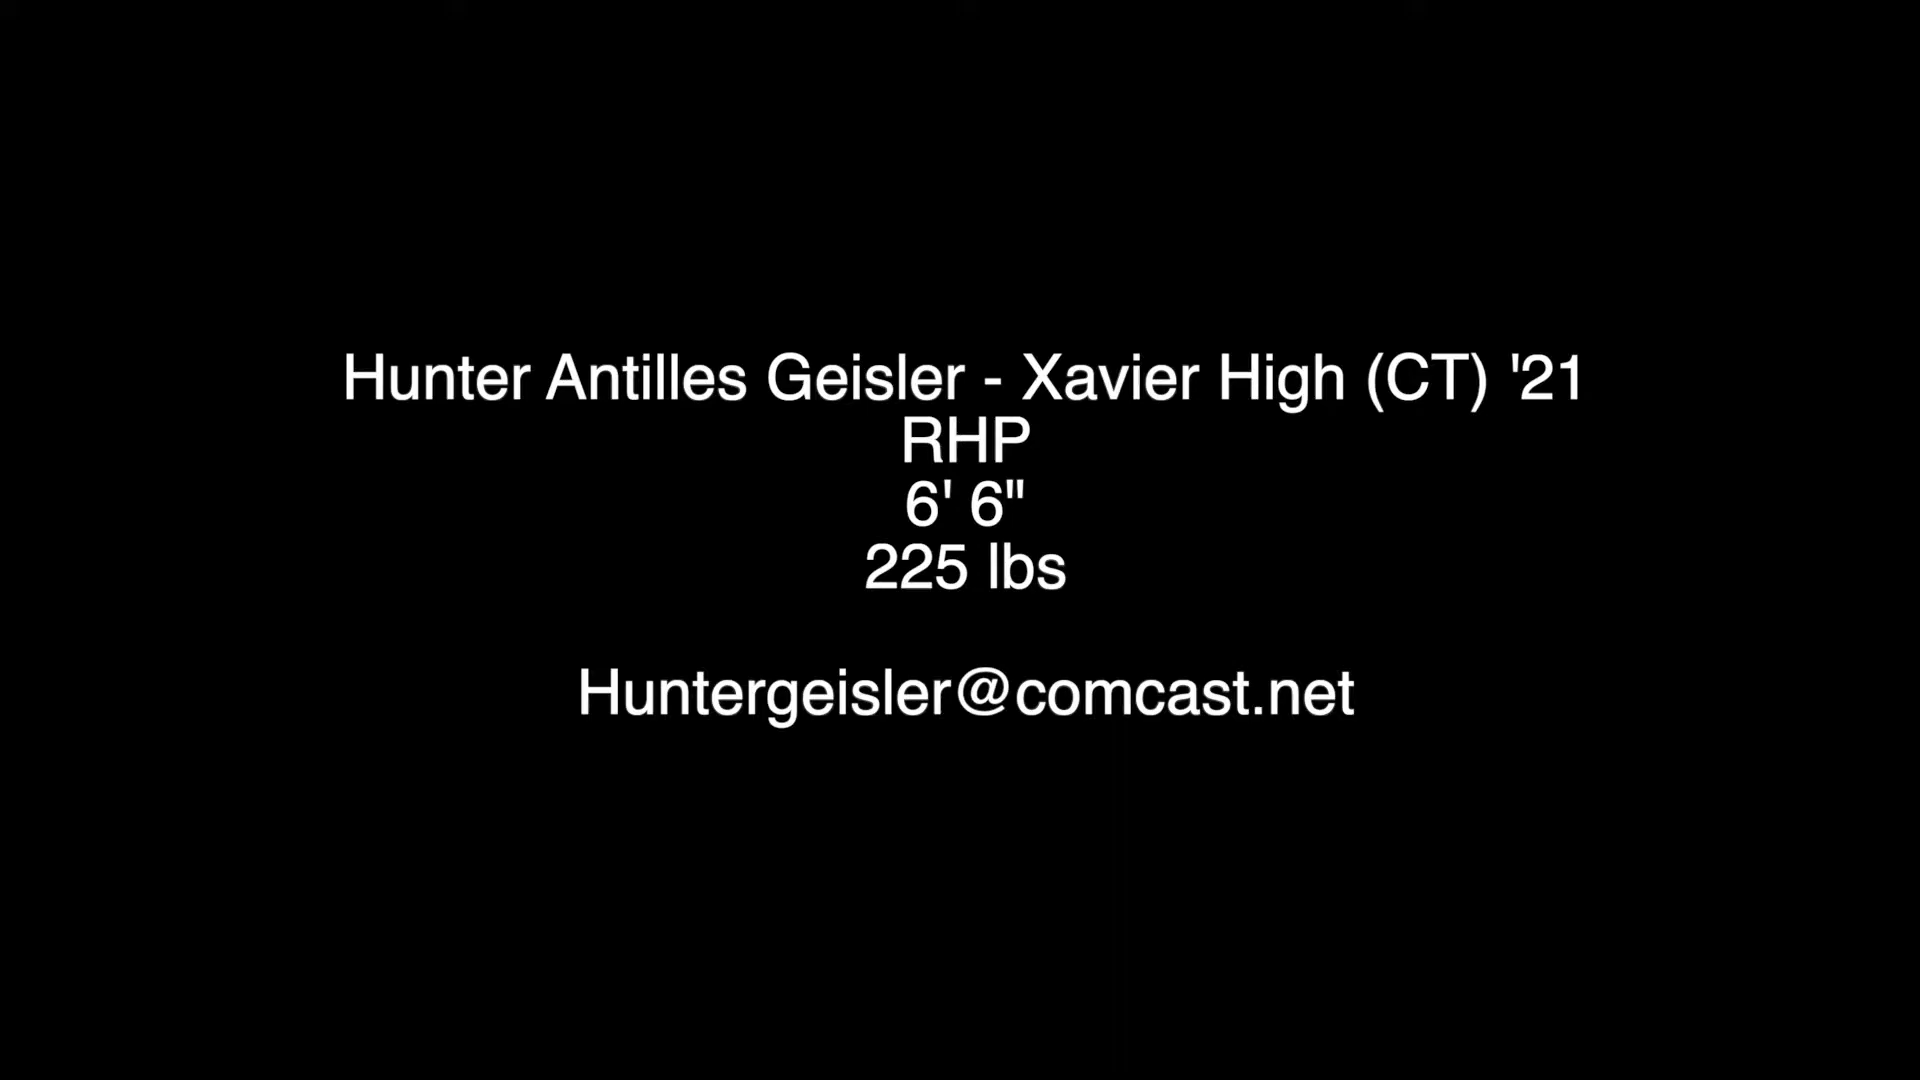 Hunter Antilles Geisler - Xavier High (CT) '21
RHP
6' 6"
225 lbs
Huntergeisler@comcast.net